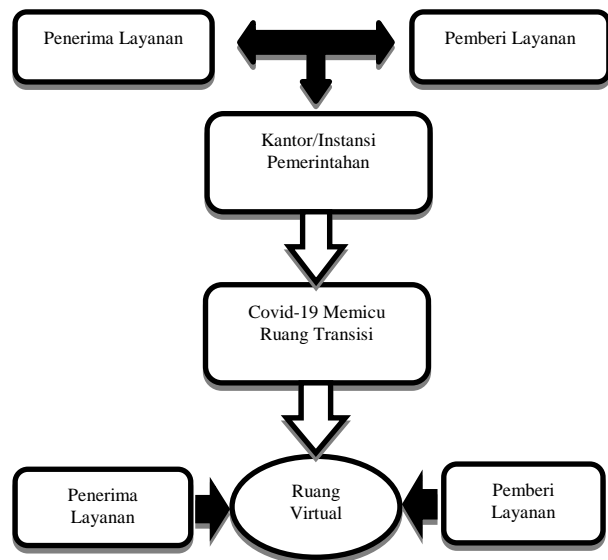 Penerima Layanan
Pemberi Layanan
Kantor/Instansi
Pemerintahan
Covid-19 Memicu
Ruang Transisi
Penerima
Layanan
Ruang
Virtual
Pemberi
Layanan